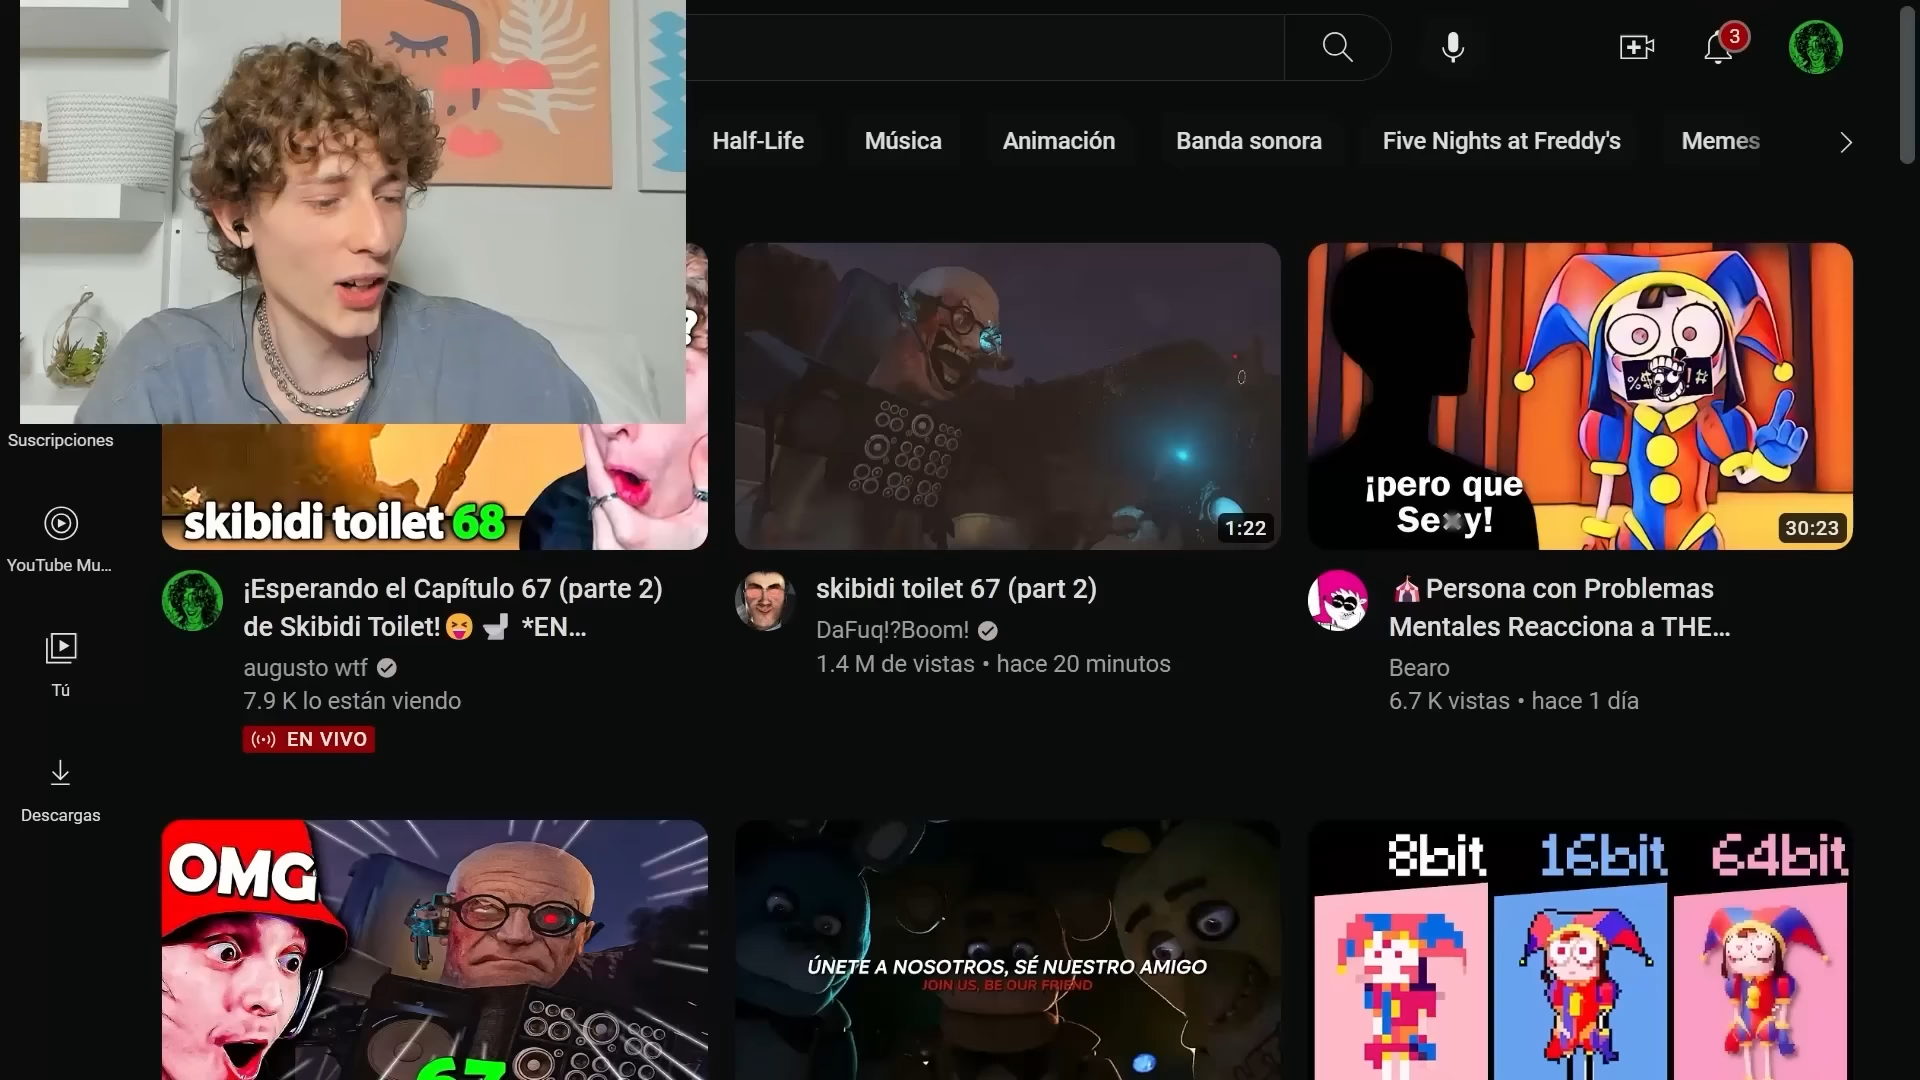 3
Half-Life
Música
Animación
Banda sonora
Five Nights at Freddy's
Memes
?
Suscripciones
YouTube Mu...
Tú
Descargas
skibidi toilet 68
¡Esperando el Capítulo 67 (parte 2)
de Skibidi Toilet!😝 🚽 *EN...
augusto wtf
7.9 K lo están viendo
EN VIVO
1:22
skibidi toilet 67 (part 2)
DaFuq!?Boom!
1.4 M de vistas • hace 20 minutos
%$
!#
¡pero que
Sexy!
30:23
🎪Persona con Problemas
Mentales Reacciona a THE...
Bearo
6.7 K vistas • hace 1 día
OMG
67
ÚNETE A NOSOTROS, SÉ NUESTRO AMIGO
JOIN US, BE OUR FRIEND
8bit
16bit
64bit